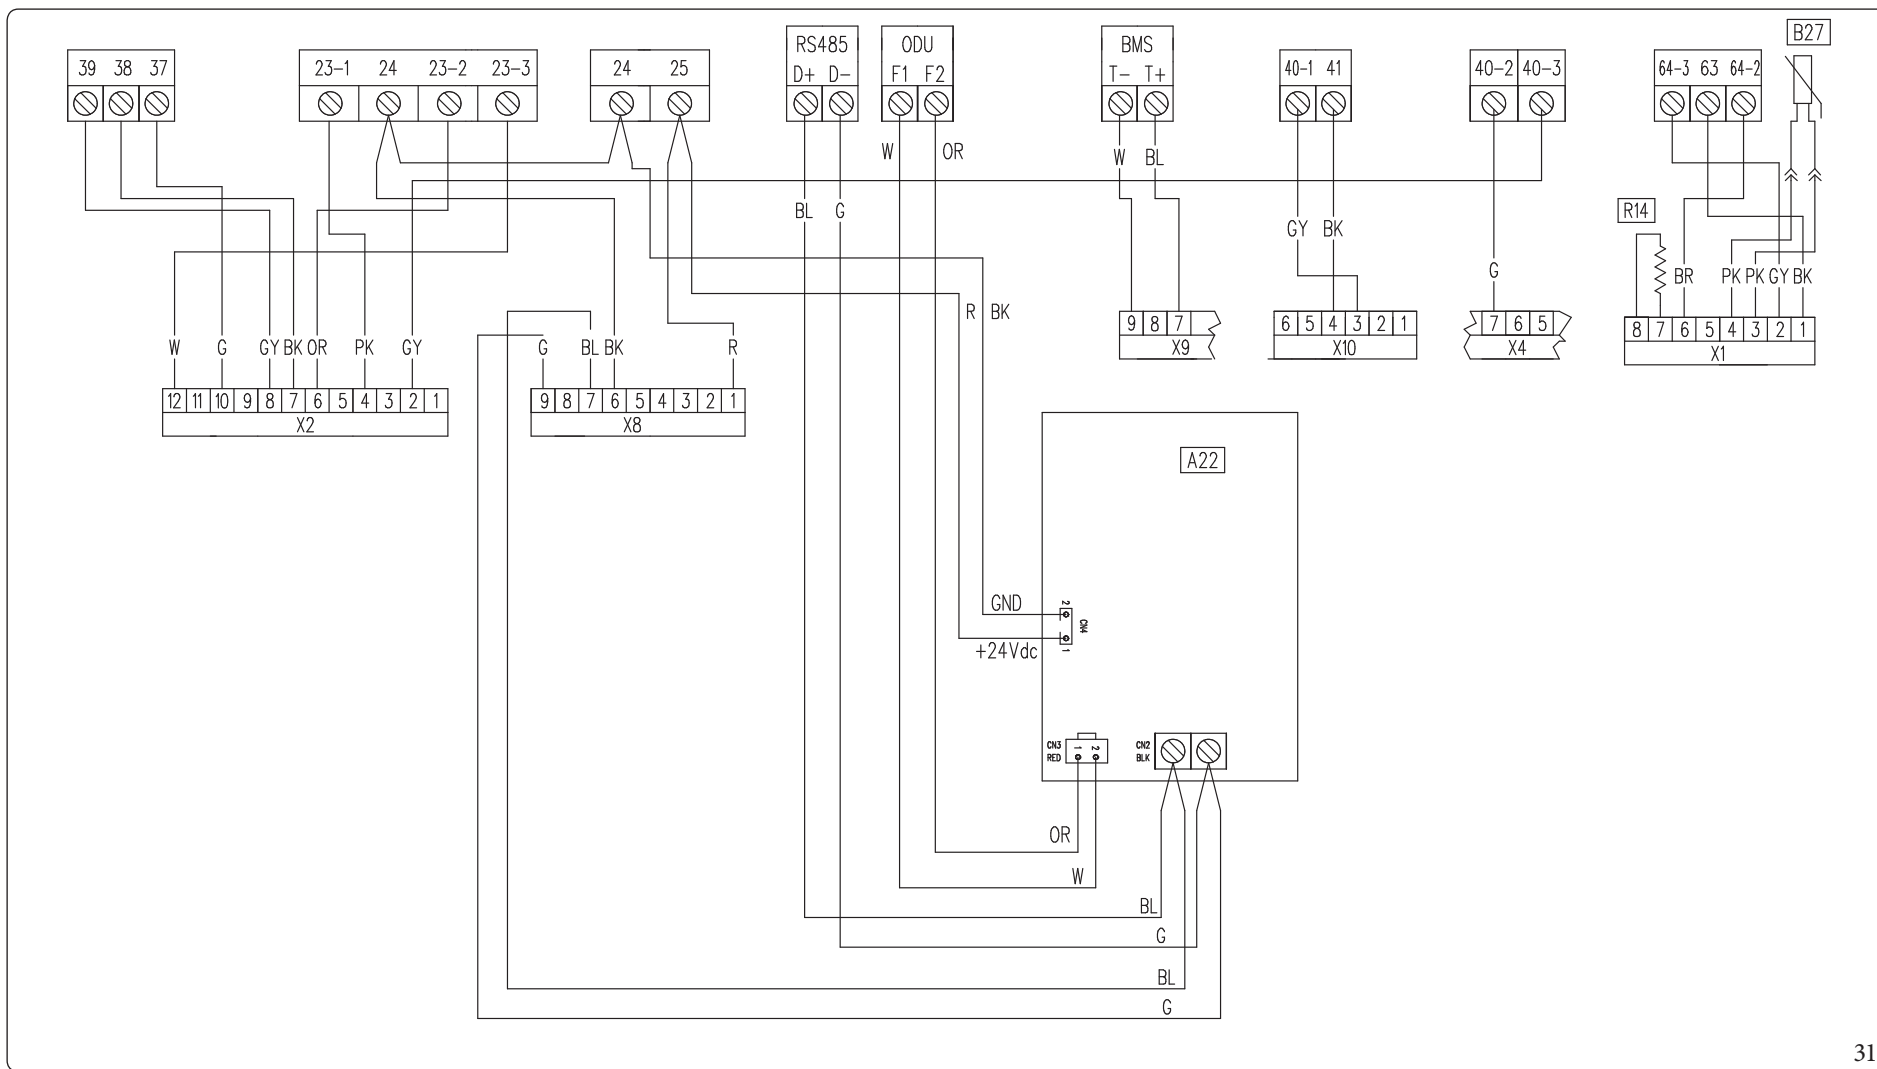 RS485 ODU BMS B27
39 38 37 23-1 24 23-2 23-3 24 25 D+ D- F1 F2 T- T+ 40-1 41 40-2 40-3 64-3 63 64-2
W OR W BL
BL G R14
GY BK
G BR PK PK GY BK
R BK
9 8 7 6 5 4 3 2 1 7 6 5 8 7 6 5 4 3 2 1
W G GY BK OR PK GY G BL BK R X9 X10 X4 X1
12 11 10 9 8 7 6 5 4 3 2 1 9 8 7 6 5 4 3 2 1
X2 X8
A22
GND 2
CN4
+24Vdc 1
CN3 1 2 CN2
RED BLK
OR
W
BL
G
BL
G
31